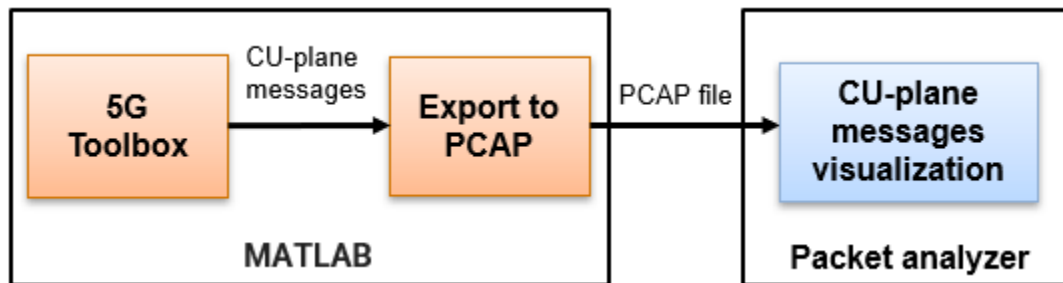 5G
Toolbox
CU-plane
messages
Export to
PCAP
MATLAB
PCAP file
CU-plane
messages
visualization
Packet analyzer